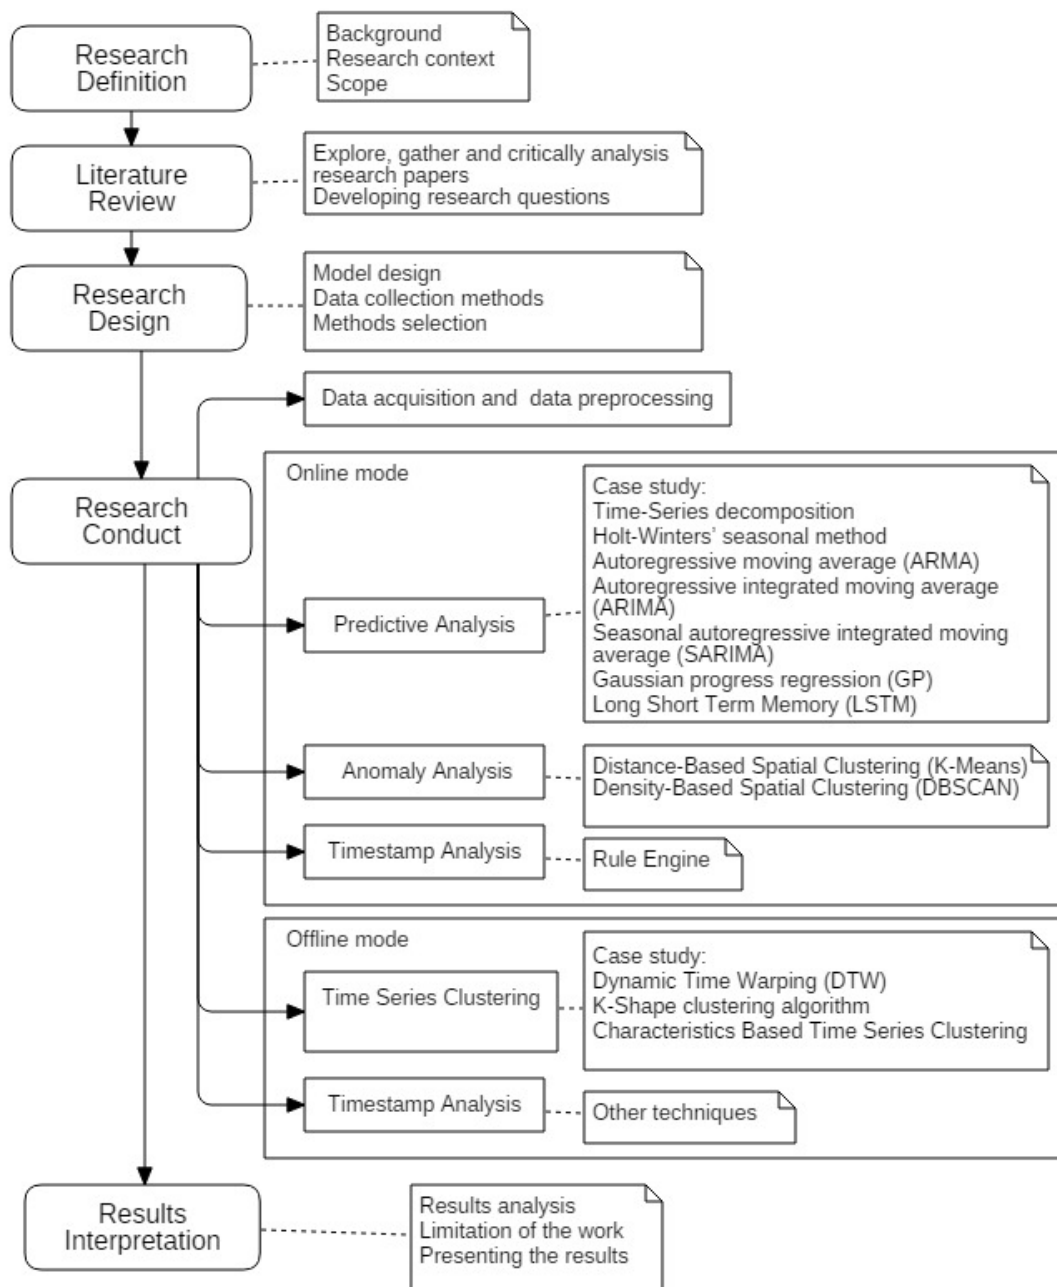 Research
Definition
Background
Research context
Scope
Literature
Review
Explore, gather and critically analysis
research papers
Developing research questions
Research
Design
Model design
Data collection methods
Methods selection
Data acquisition and  data preprocessing
Research
Conduct
Online mode
Case study:
Time-Series decomposition
Holt-Winters’ seasonal method
Autoregressive moving average (ARMA)
Autoregressive integrated moving average
(ARIMA)
Seasonal autoregressive integrated moving
average (SARIMA)
Gaussian progress regression (GP)
Long Short Term Memory (LSTM)
Predictive Analysis
Anomaly Analysis
Distance-Based Spatial Clustering (K-Means)
Density-Based Spatial Clustering (DBSCAN)
Timestamp Analysis
Rule Engine
Offline mode
Case study:
Dynamic Time Warping (DTW)
K-Shape clustering algorithm
Characteristics Based Time Series Clustering
Time Series Clustering
Timestamp Analysis
Other techniques
Results
Interpretation
Results analysis
Limitation of the work
Presenting the results